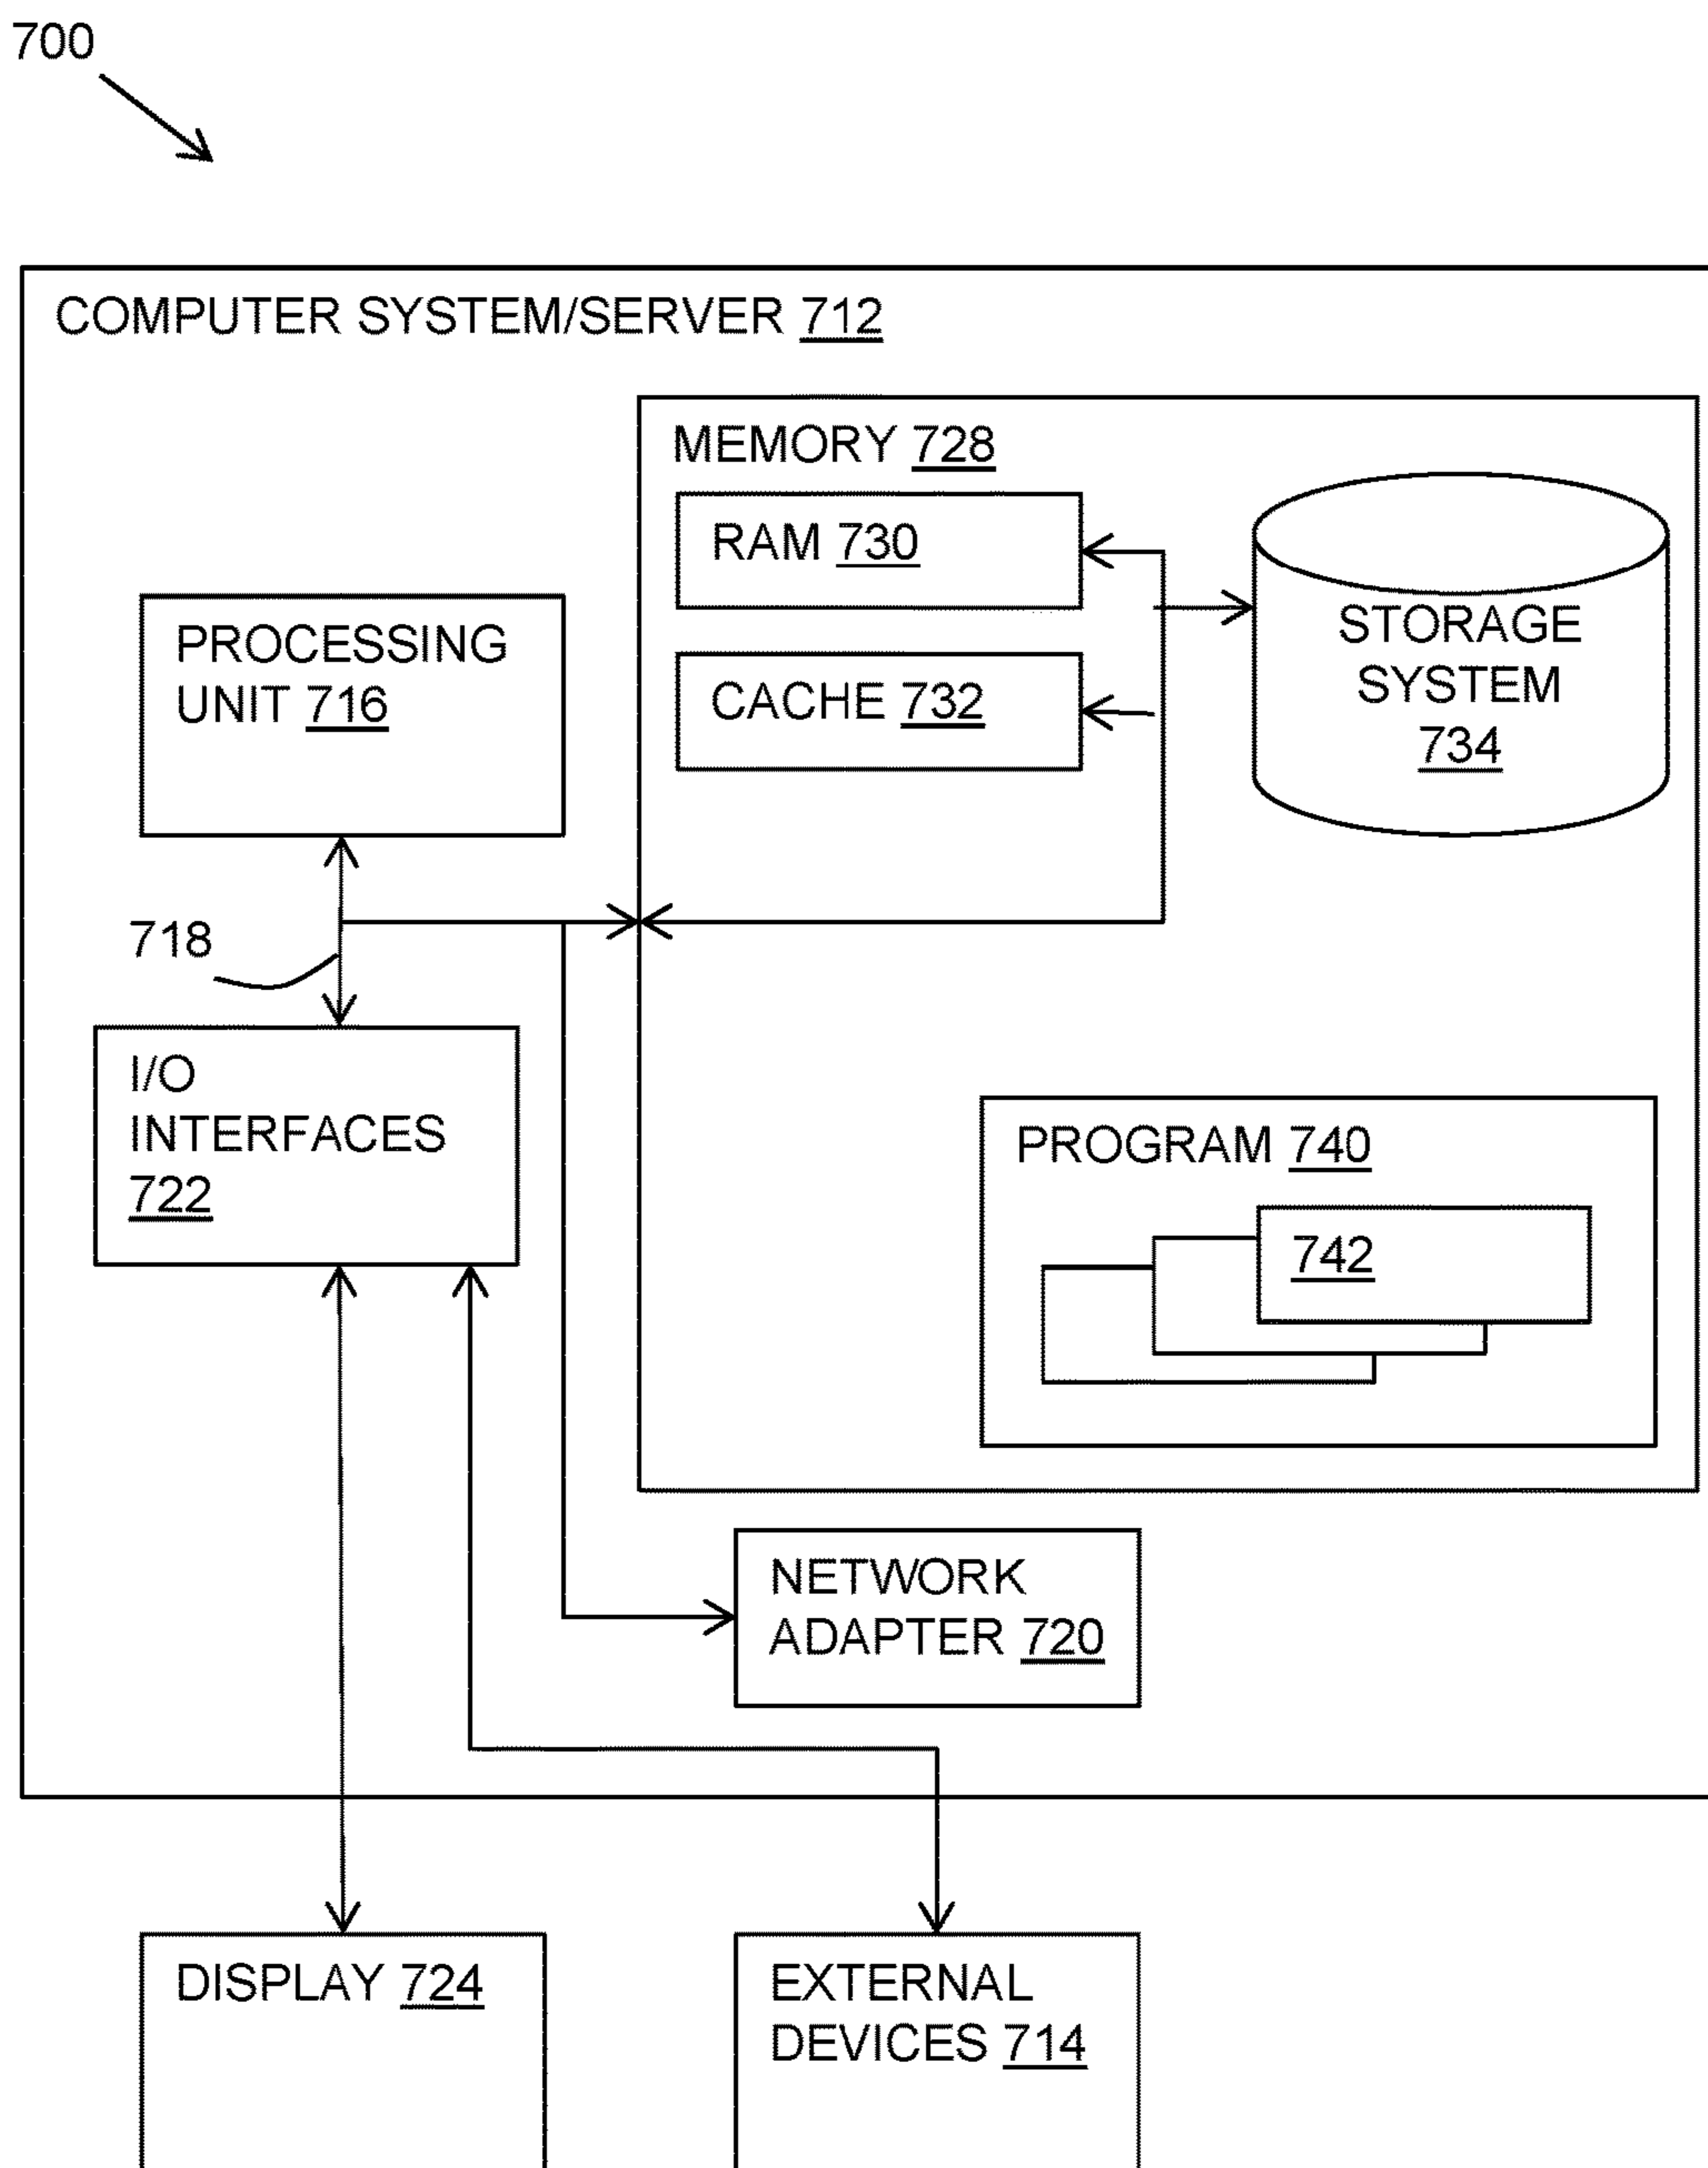 700
COMPUTER SYSTEM/SERVER 712
MEMORY 728
RAM 730
CACHE 732
STORAGE
SYSTEM
734
PROCESSING
UNIT 716
718
I/O
INTERFACES
722
PROGRAM 740
742
NETWORK
ADAPTER 720
DISPLAY 724
EXTERNAL
DEVICES 714